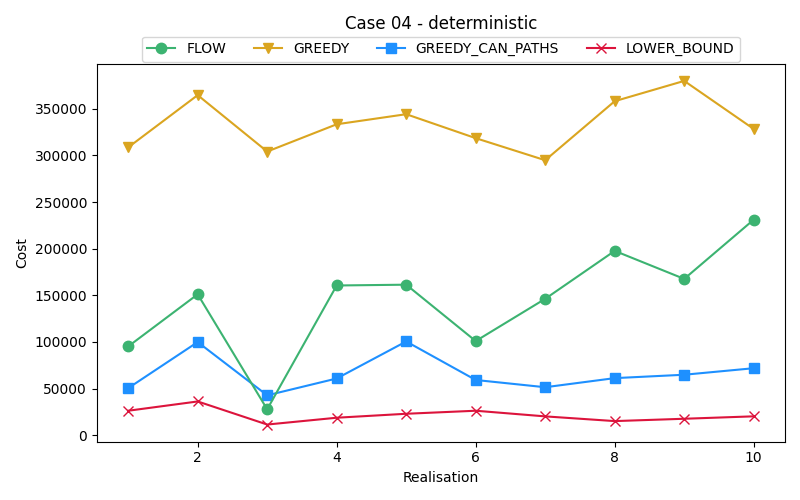 Case 04 - deterministic
FLOW GREEDY GREEDY_CAN_PATHS LOWER_BOUND
350000
300000
250000
200000
150000
100000
50000
0
Cost
2 4 6 8 10
Realisation